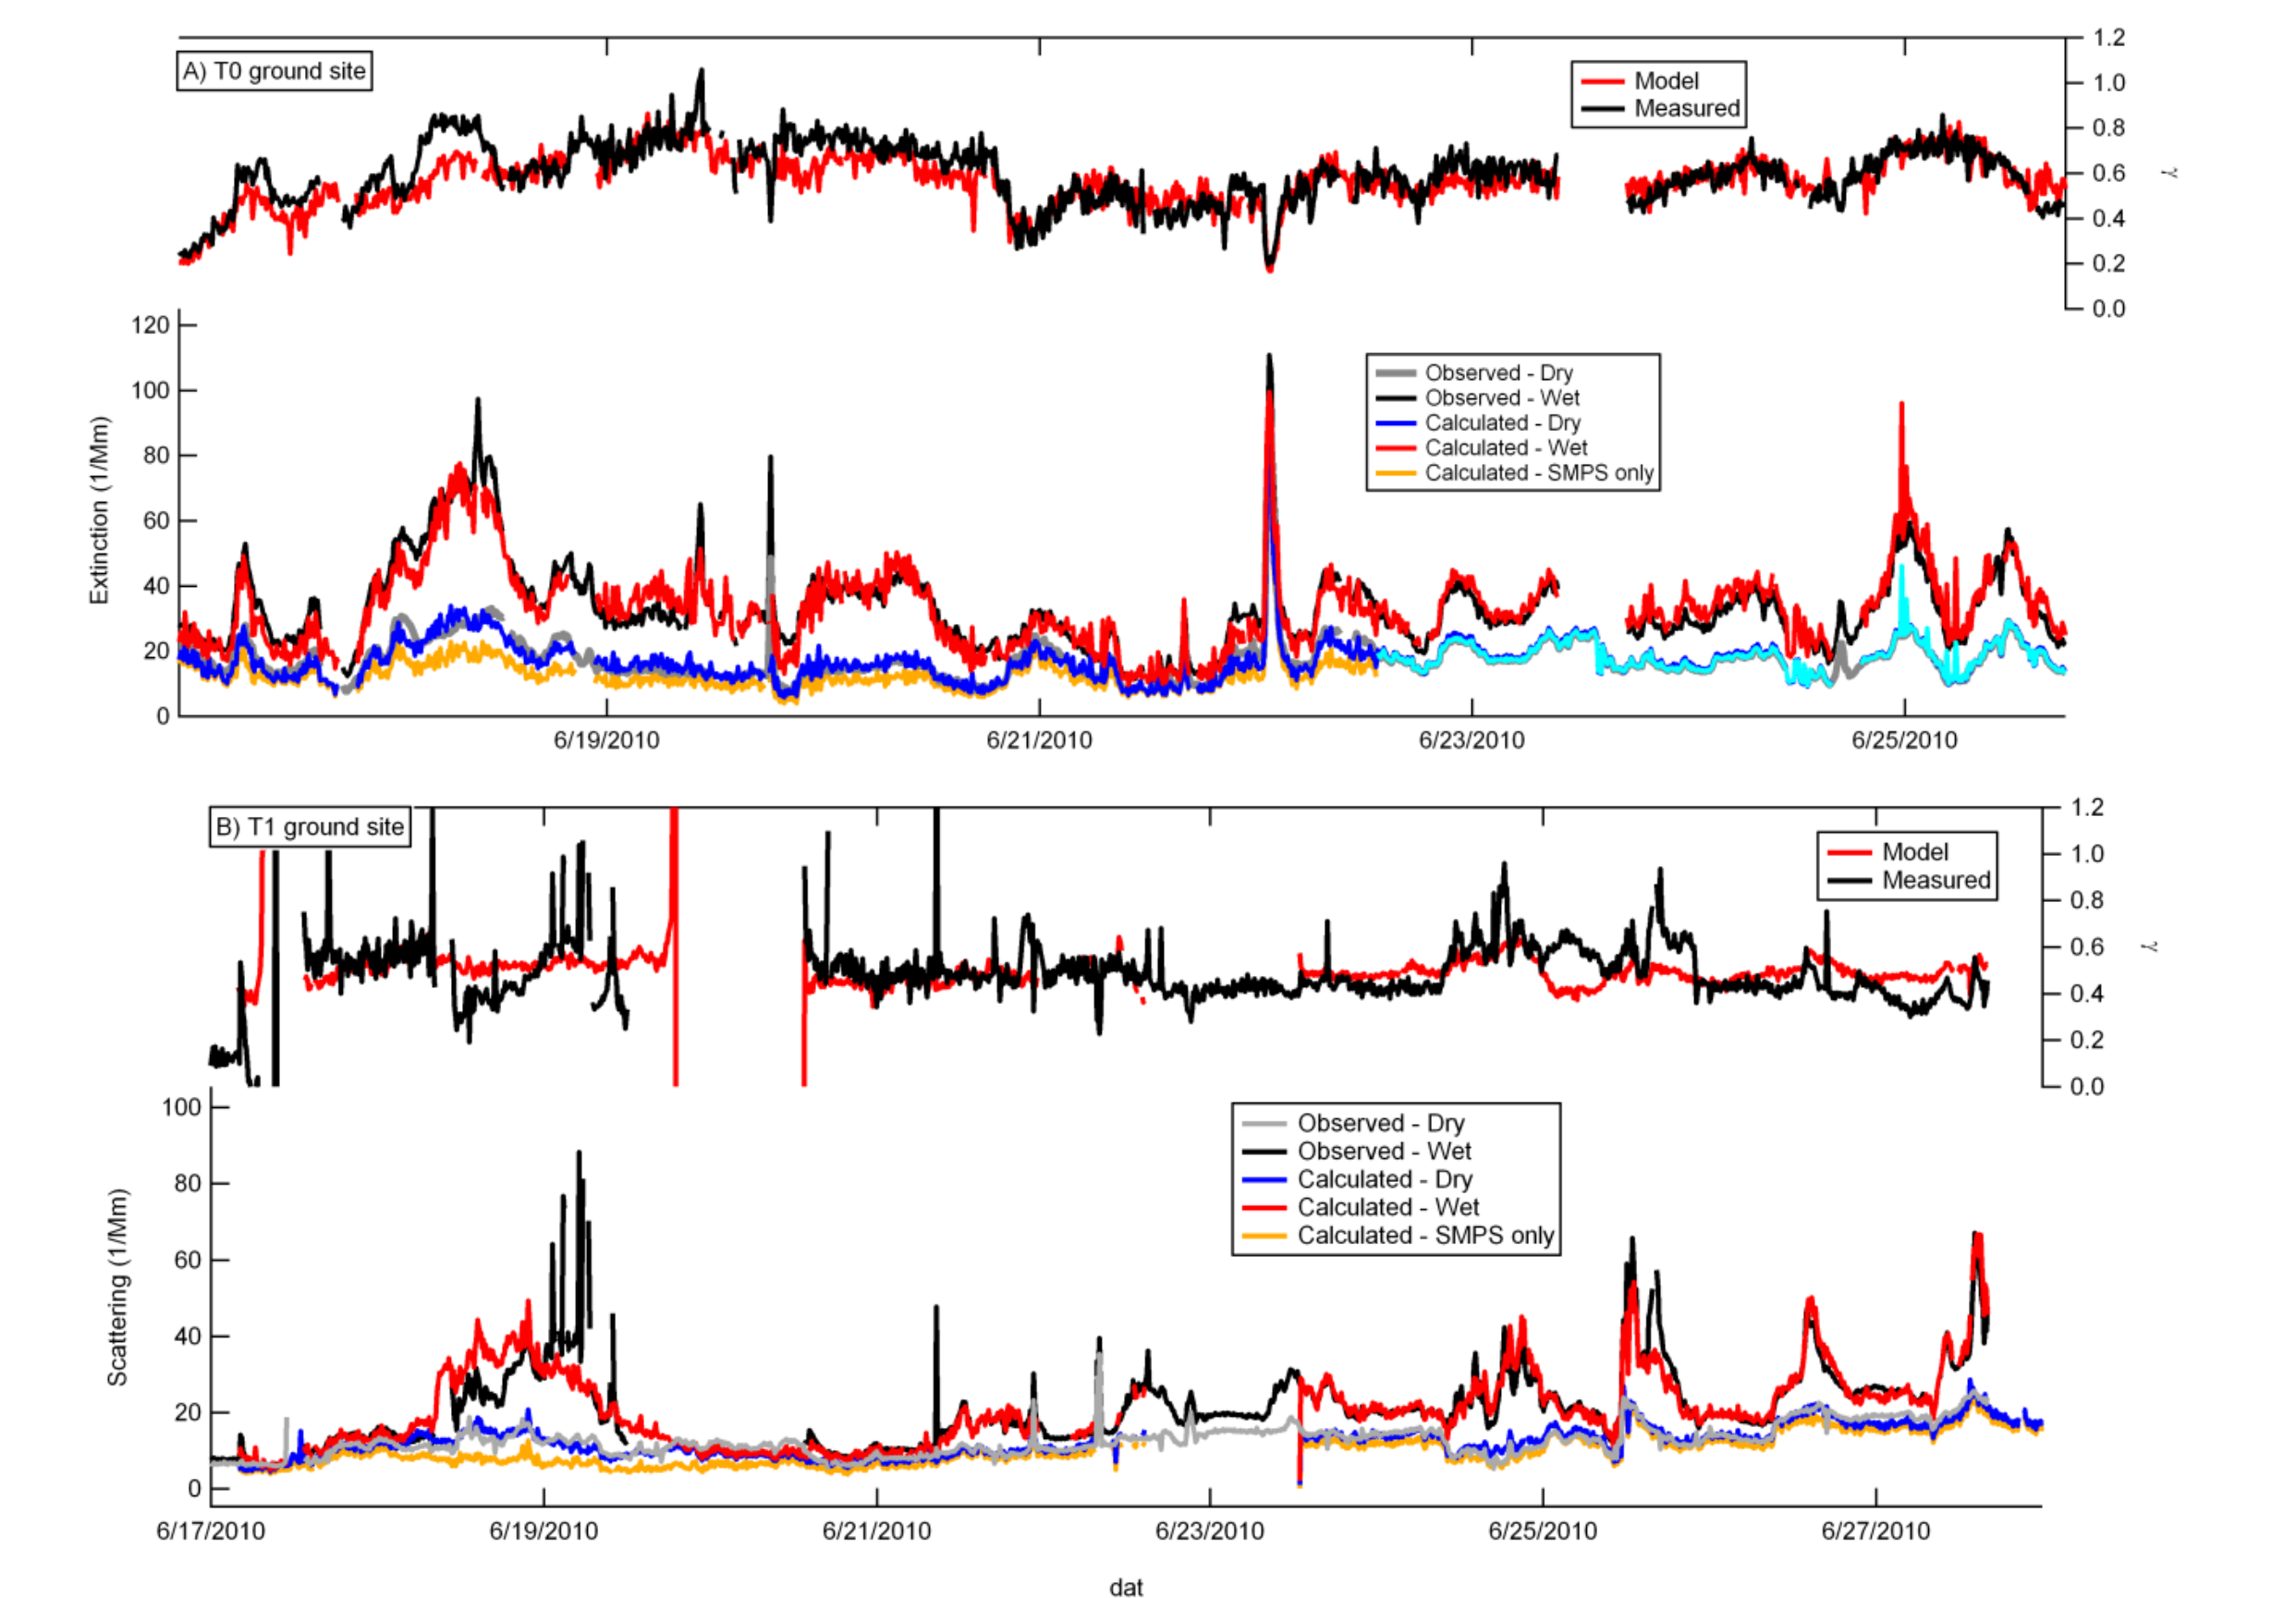 A) T0 ground site
Model
Measured
1.2
1.0
0.8
0.6
0.4
0.2
0.0
γ
120
100
80
60
40
20
0
Extinction (1/Mm)
Observed - Dry
Observed - Wet
Calculated - Dry
Calculated - Wet
Calculated - SMPS only
6/19/2010
6/21/2010
6/23/2010
6/25/2010
B) T1 ground site
Model
Measured
1.2
1.0
0.8
0.6
0.4
0.2
0.0
γ
100
80
60
40
20
0
Scattering (1/Mm)
Observed - Dry
Observed - Wet
Calculated - Dry
Calculated - Wet
Calculated - SMPS only
6/17/2010
6/19/2010
6/21/2010
6/23/2010
6/25/2010
6/27/2010
dat